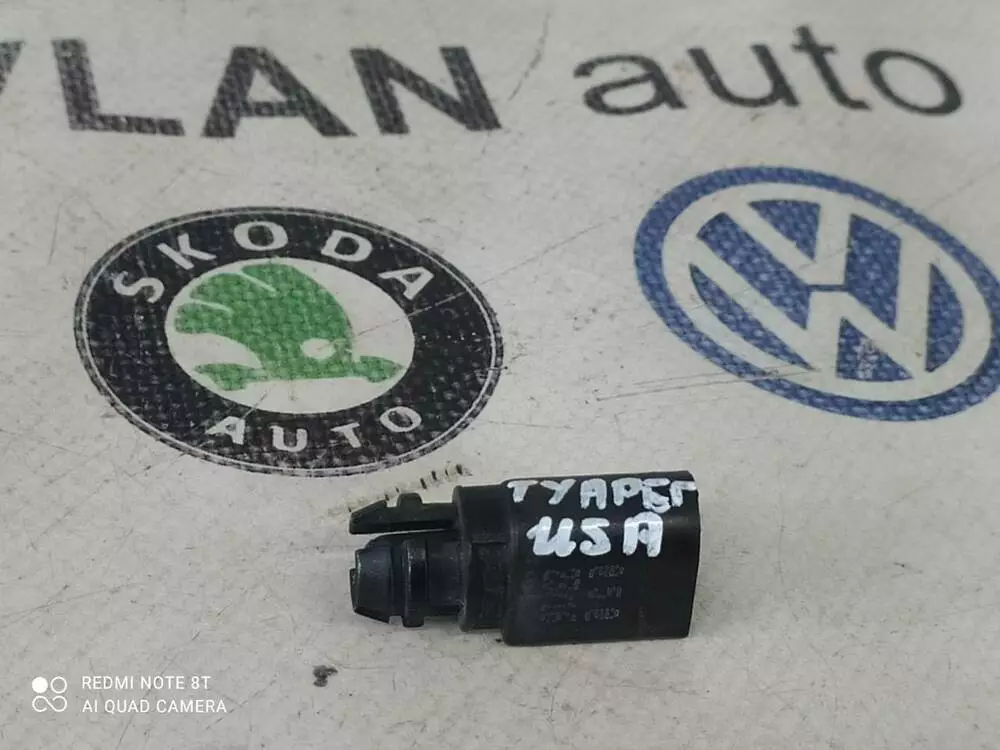 LAN auto
SKODA
AUTO
ТУАРЕГ
USA
REDMI NOTE 8T
AI QUAD CAMERA